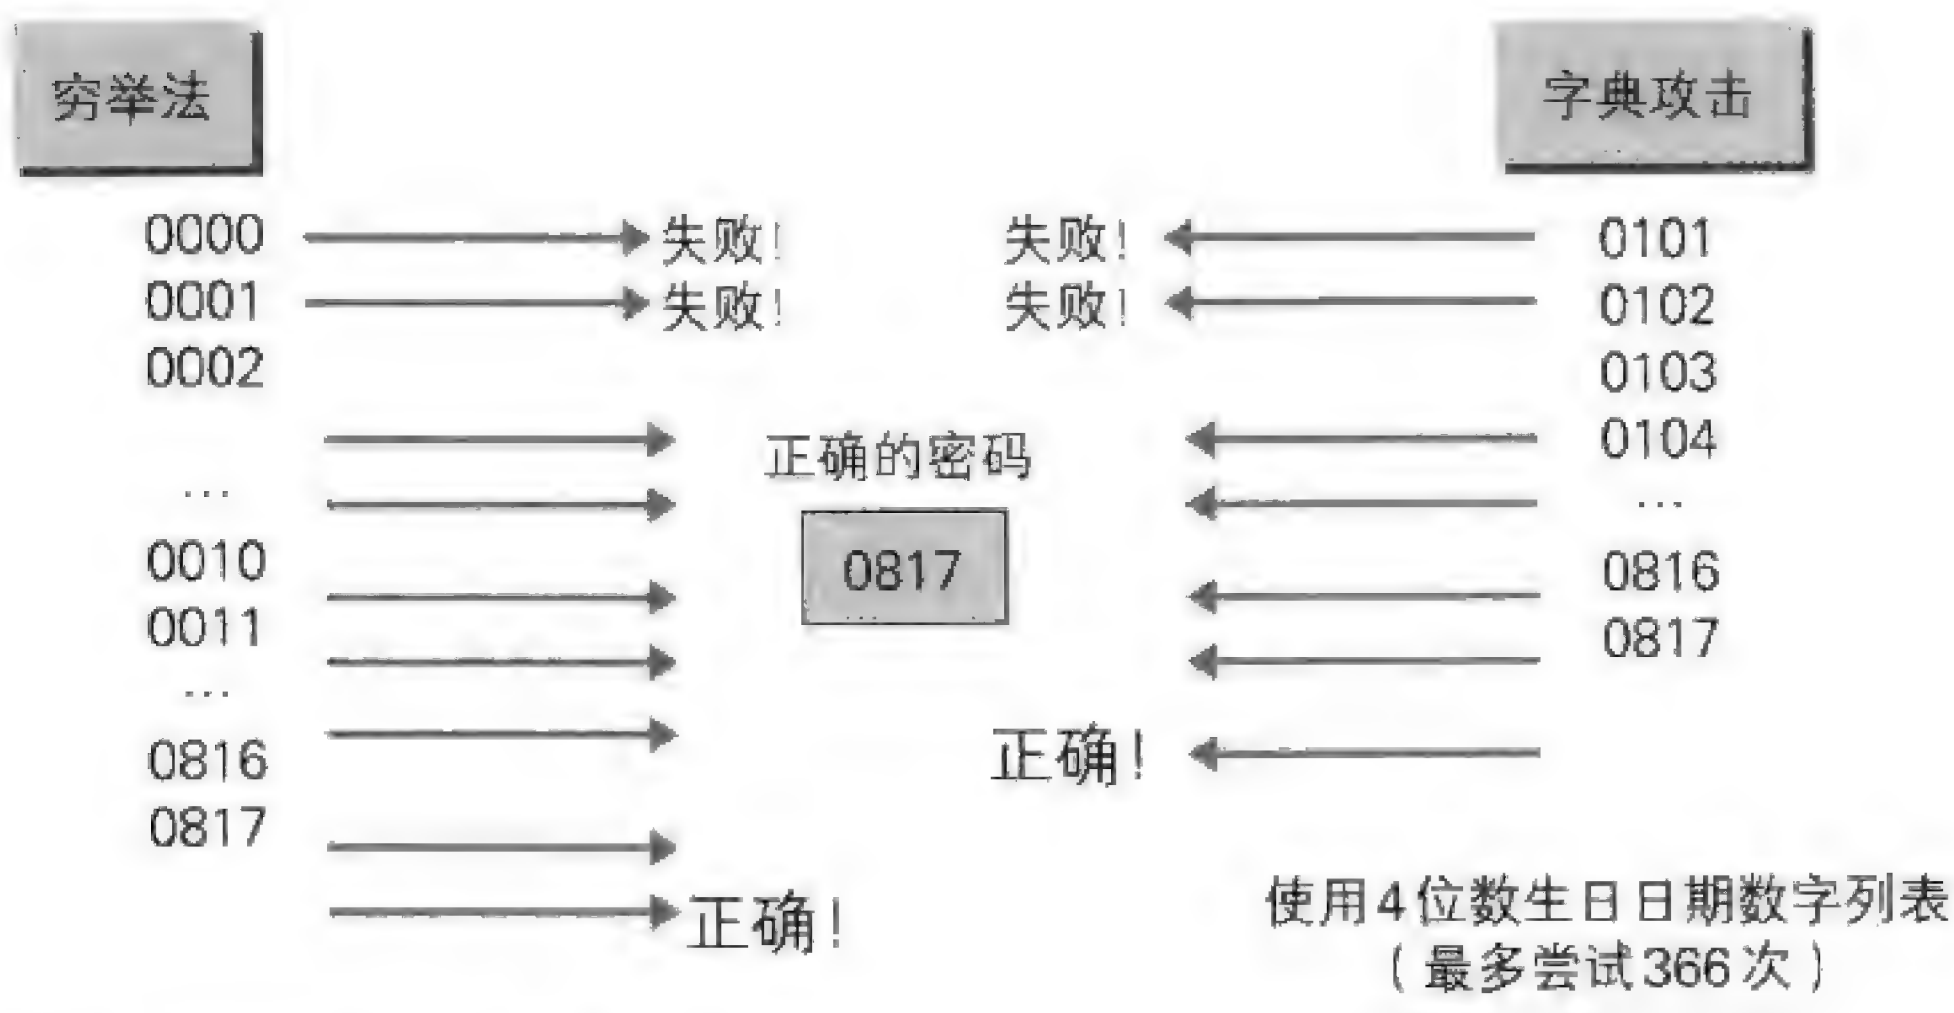 穷举法
字典攻击
0000 失败! 失败! 0101
0001 失败! 失败! 0102
0002 0103
正确的密码 0104
… …
0010 0817 0816
0011 0817
…
0816 正确!
0817
正确!
使用4位数生日日期数字列表
(最多尝试366次)